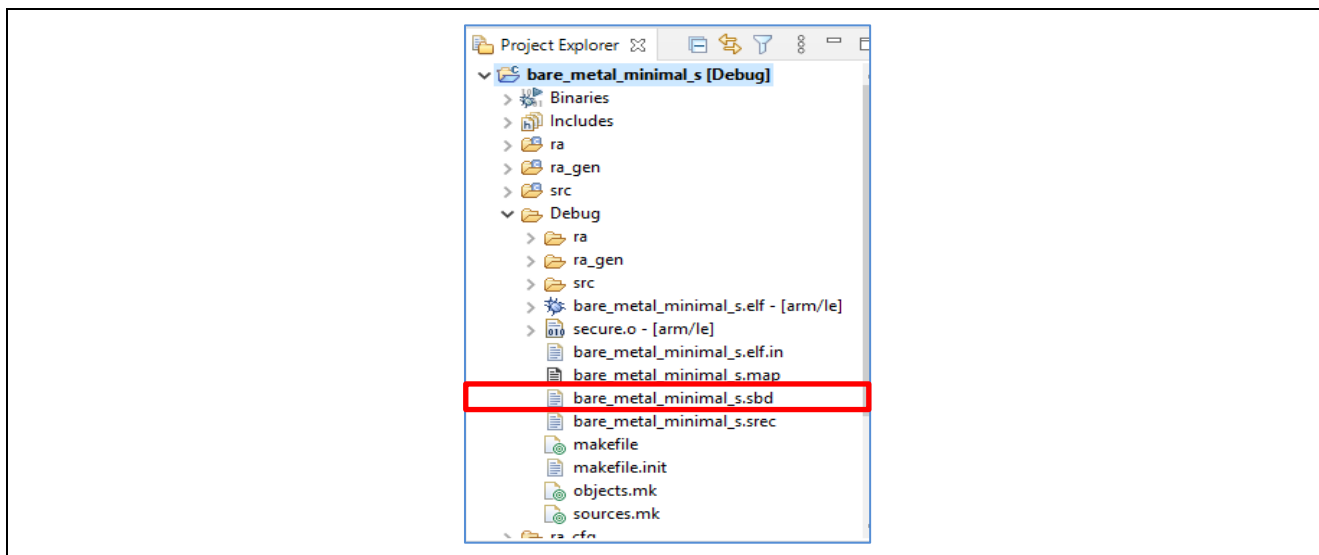 Project Explorer
bare_metal_minimal_s [Debug]
Binaries
Includes
ra
ra_gen
src
Debug
ra
ra_gen
src
bare_metal_minimal_s.elf - [arm/le]
secure.o - [arm/le]
bare_metal_minimal_s.elf.in
bare_metal_minimal_s.map
bare_metal_minimal_s.sbd
bare_metal_minimal_s.srec
makefile
makefile.init
objects.mk
sources.mk
ra_cfg